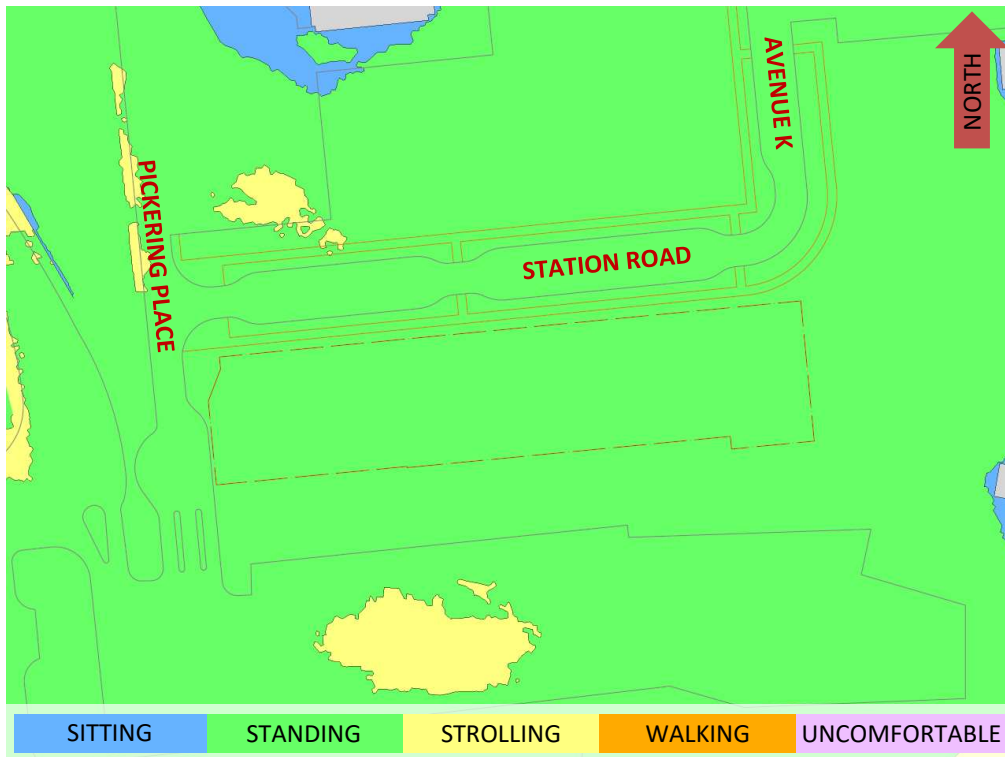 AVENUE K
NORTH
PICKERING PLACE
STATION ROAD
SITTING
STANDING
STROLLING
WALKING
UNCOMFORTABLE